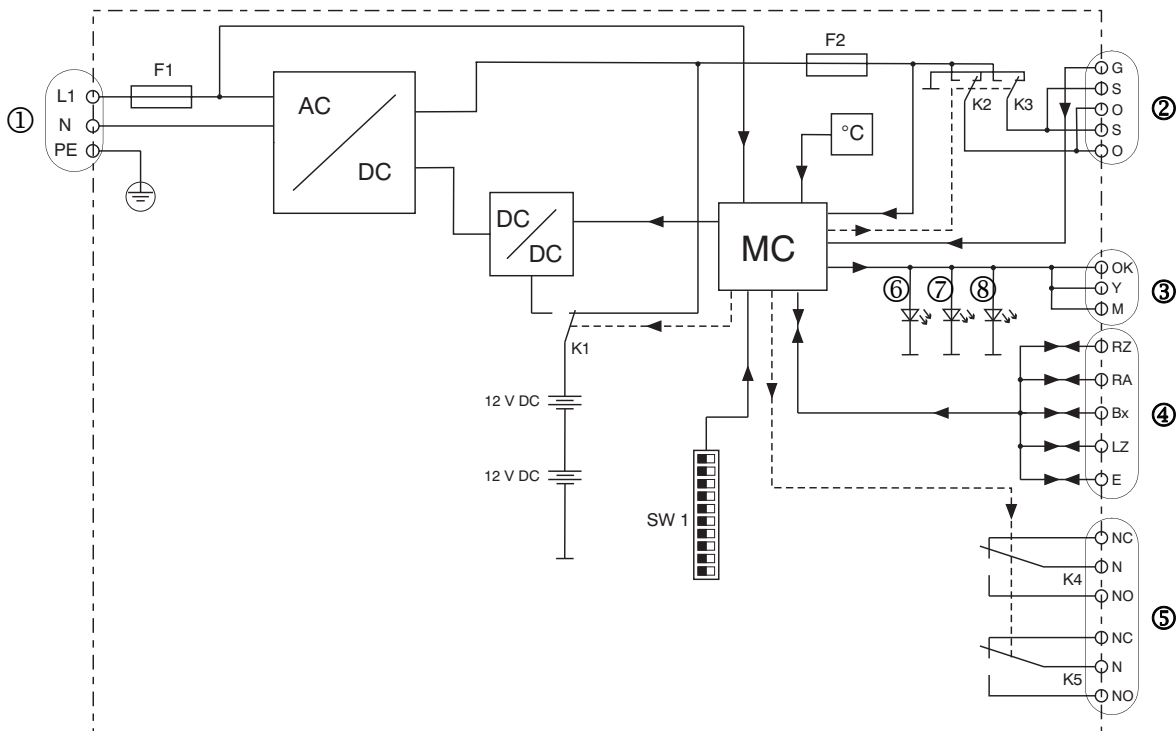 F1
F2
L1
AC
G
K2
K3
S
①
N
O
②
°C
S
PE
DC
O
DC
MC
DC
OK
⑥
⑦
⑧
Y
③
M
K1
RZ
RA
12 V DC
Bx
④
LZ
12 V DC
E
SW 1
NC
N
K4
NO
⑤
NC
N
K5
NO